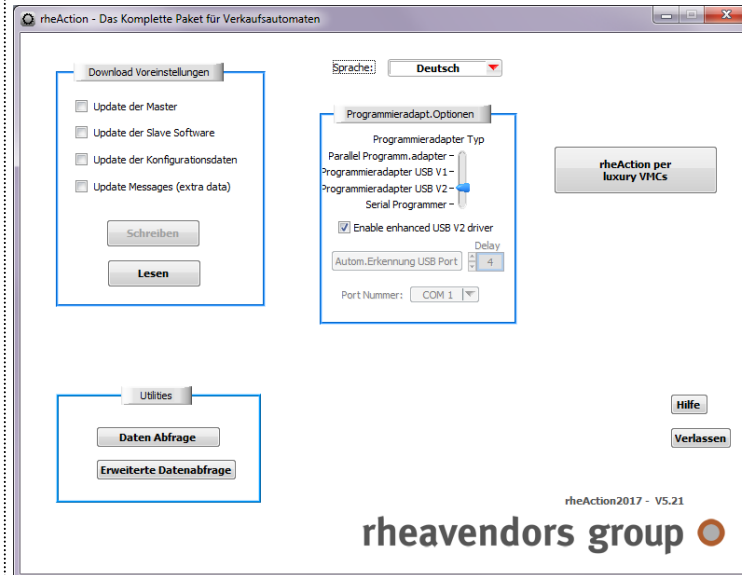 rheAction - Das Komplette Paket für Verkaufsautomaten
Download Voreinstellungen
Update der Master
Update der Slave Software
Update der Konfigurationsdaten
Update Messages (extra data)
Schreiben
Lesen
Sprache:
Deutsch
Programmieradapt.Optionen
Programmieradapter Typ
Parallel Programm.adapter
Programmieradapter USB V1
Programmieradapter USB V2
Serial Programmer
Enable enhanced USB V2 driver
Delay
Autom.Erkennung USB Port
4
Port Nummer:
COM 1
rheAction per
luxury VMCs
Utilities
Daten Abfrage
Erweiterte Datenabfrage
Hilfe
Verlassen
rheAction2017 - V5.21
rheavendors group